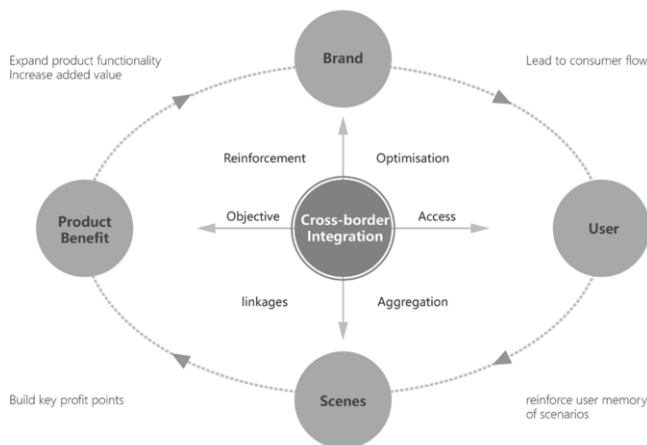 Expand product functionality
Increase added value
Brand
Lead to consumer flow
Reinforcement
Optimisation
Product
Benefit
Objective
Cross-border
Integration
Access
User
linkages
Aggregation
Build key profit points
Scenes
reinforce user memory
of scenarios